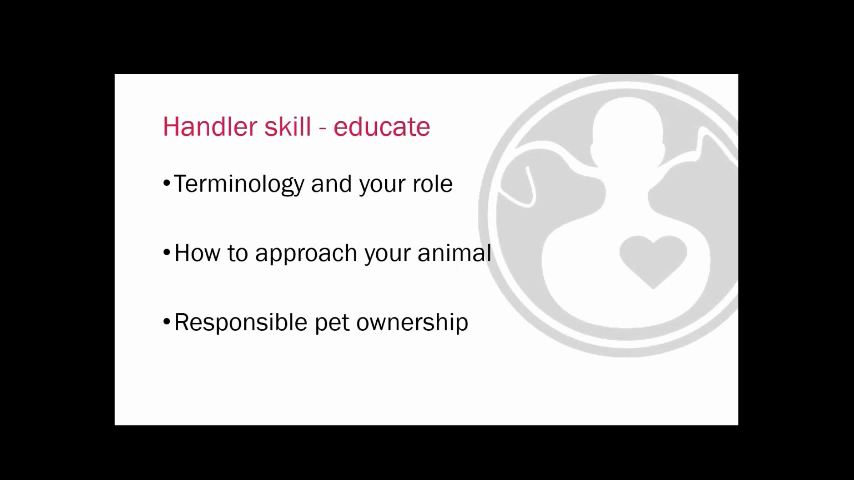 Handler skill - educate
•Terminology and your role
•How to approach your animal
•Responsible pet ownership